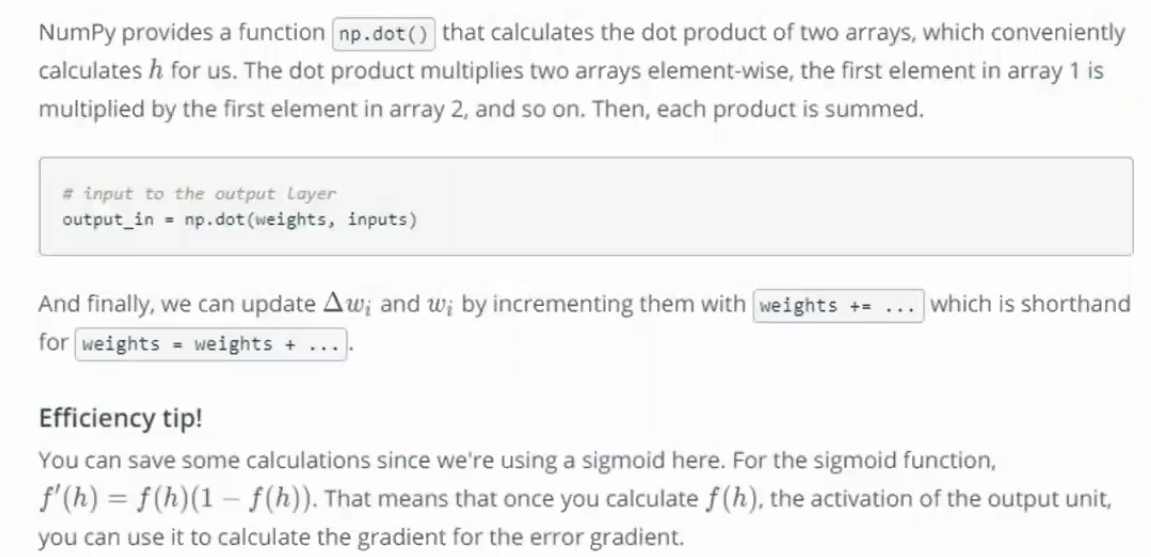 NumPy provides a function np.dot() that calculates the dot product of two arrays, which conveniently
calculates h for us. The dot product multiplies two arrays element-wise, the first element in array 1 is
multiplied by the first element in array 2, and so on. Then, each product is summed.
# input to the output layer
output_in = np.dot(weights, inputs)
And finally, we can update Δwᵢ and wᵢ by incrementing them with weights += ... which is shorthand
for weights = weights + ... .
Efficiency tip!
You can save some calculations since we're using a sigmoid here. For the sigmoid function,
f′(h) = f(h)(1 − f(h)). That means that once you calculate f(h), the activation of the output unit,
you can use it to calculate the gradient for the error gradient.